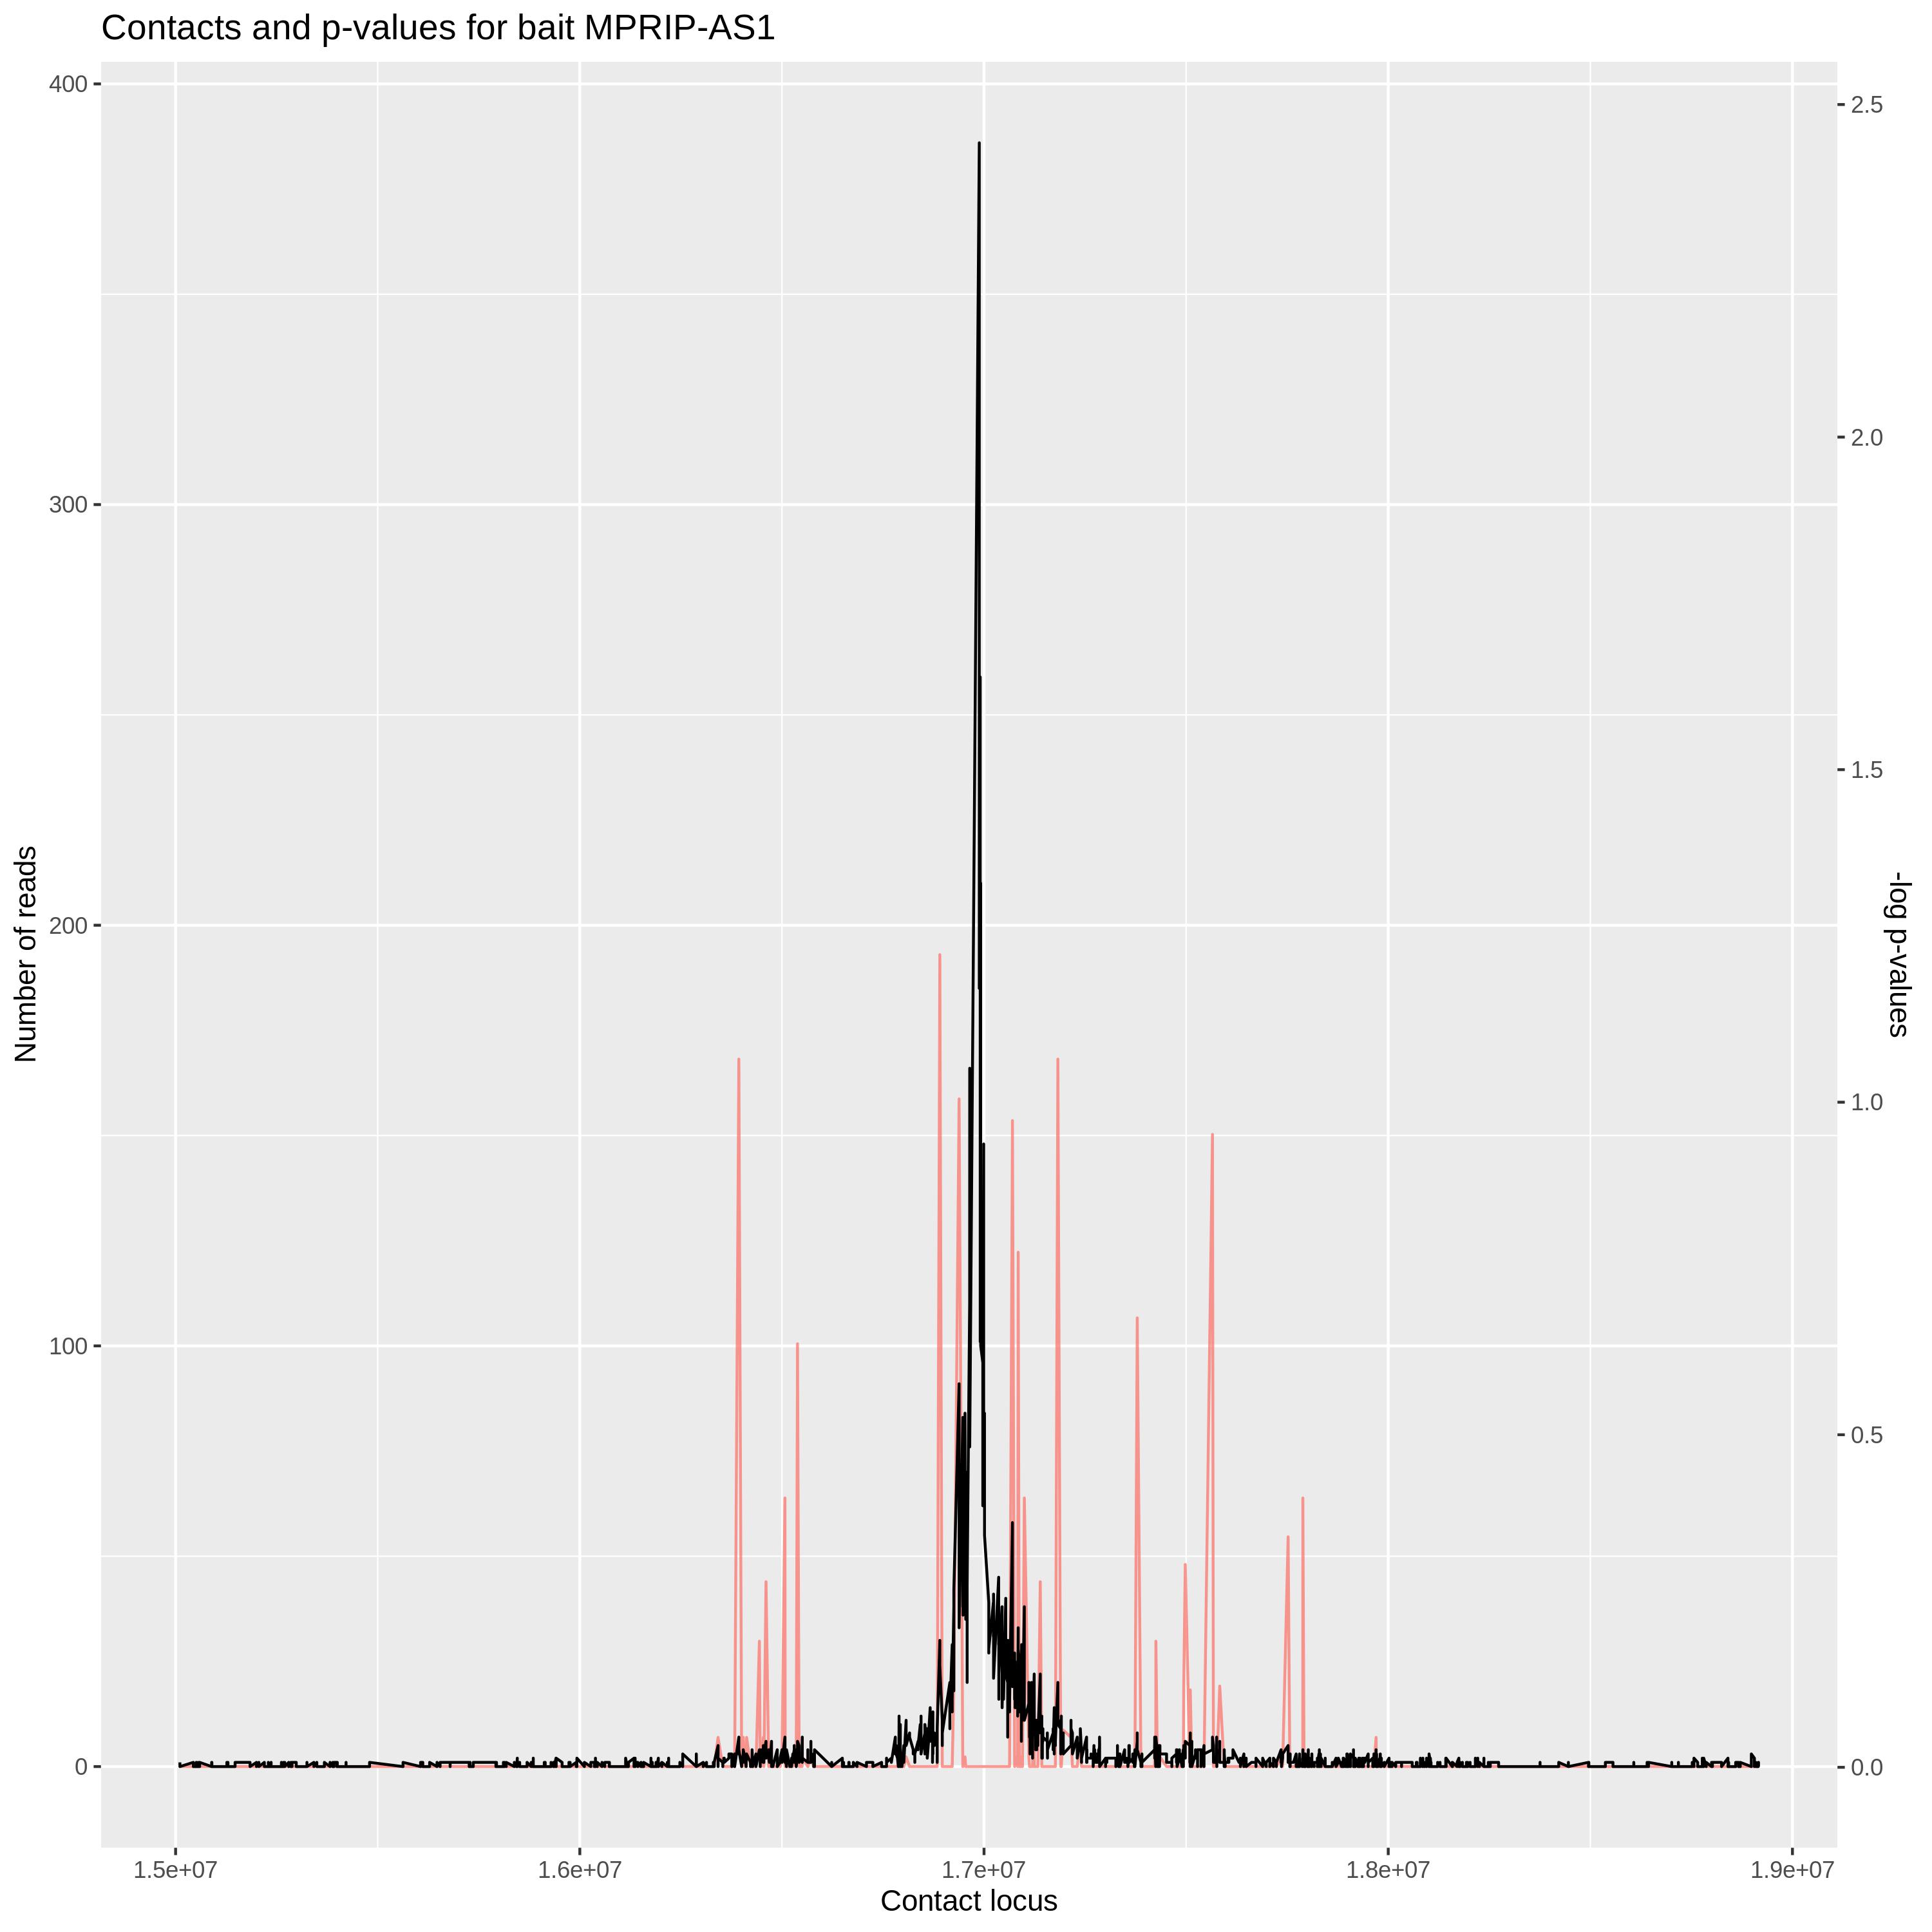 Contacts and p-values for bait MPRIP-AS1
400
300
200
100
0
Number of reads
2.5
2.0
1.5
1.0
0.5
0.0
-log p-values
1.5e+07
1.6e+07
1.7e+07
1.8e+07
1.9e+07
Contact locus